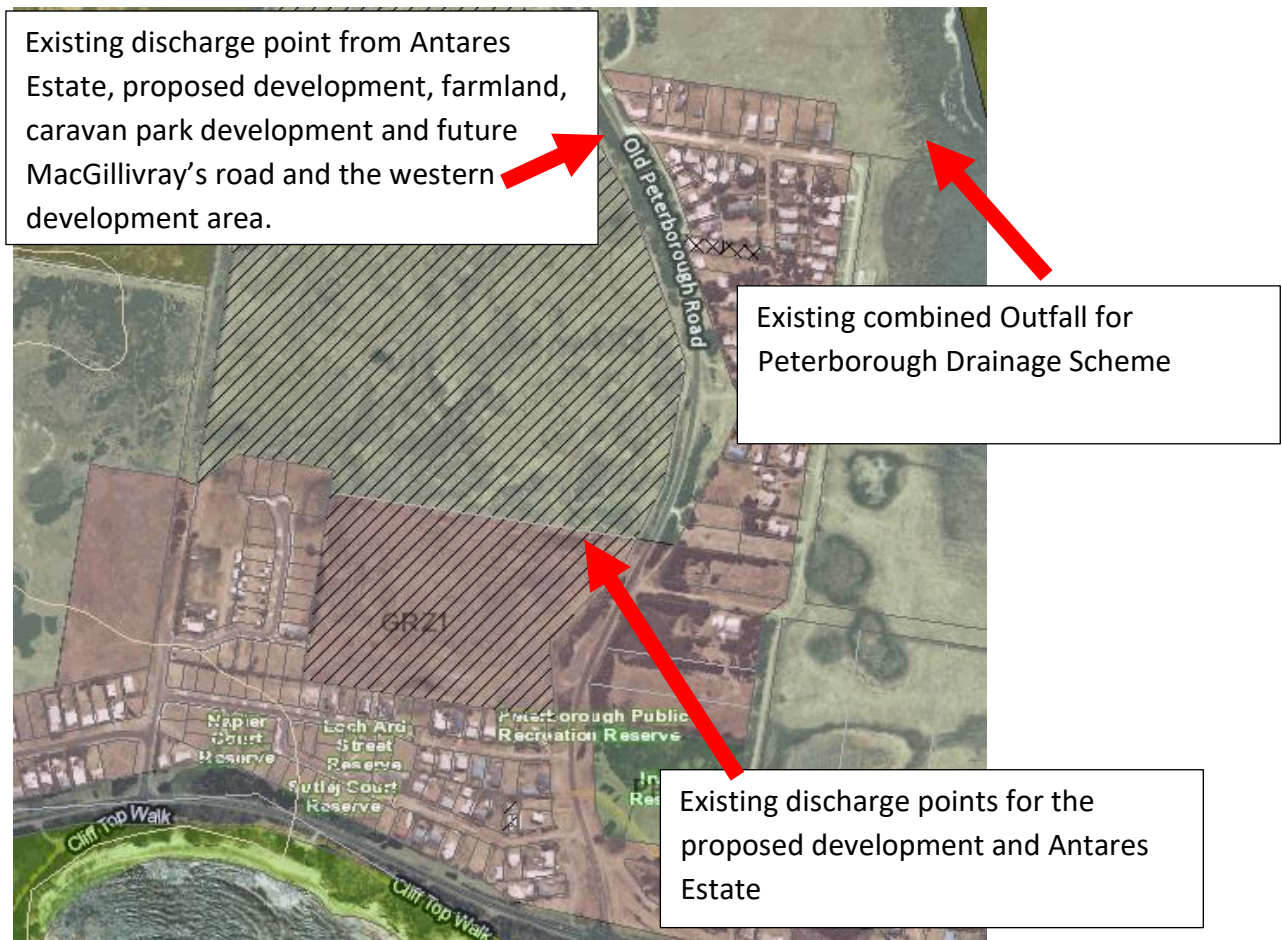 Existing discharge point from Antares
Estate, proposed development, farmland,
caravan park development and future
MacGillivray's road and the western
development area.
Old Peterborough Road
Existing combined Outfall for
Peterborough Drainage Scheme
GRZ1
Napier
Court
Reserve
Loch Ard
Street
Reserve
Sutlej Court
Reserve
Peterborough Public
Recreation Reserve
Cliff Top Walk
Cliff Top Walk
Existing discharge points for the
proposed development and Antares
Estate